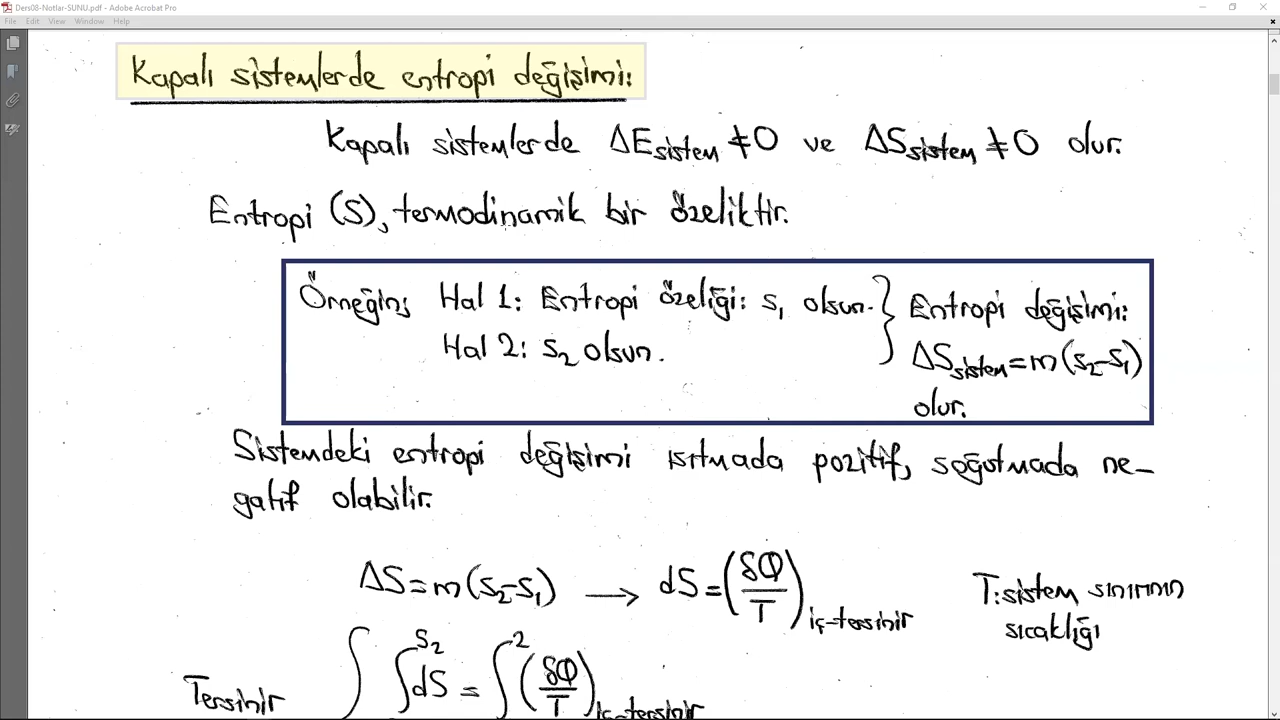 Ders08-Notlar-SUNU.pdf - Adobe Acrobat Pro
File Edit View Window Help
Kapalı sistemlerde entropi değişimi:
Kapalı sistemlerde ΔEsistem ≠ 0 ve ΔSsistem ≠ 0 olur.
Entropi (S), termodinamik bir özeliktir.
Örneğin; Hal 1: Entropi özeliği: s₁ olsun. } Entropi değişimi:
Hal 2: s₂ olsun. ΔSsistem = m(s₂-s₁)
olur.
Sistemdeki entropi değişimi ısıtmada pozitif, soğutmada ne-
gatif olabilir.
ΔS = m(s₂-s₁) → dS = (δQ/T)iç-tersinir T: sistem sınırının
sıcaklığı
Tersinir ∫ ∫^S₂ dS = ∫^2 (δQ/T)iç-tersinir